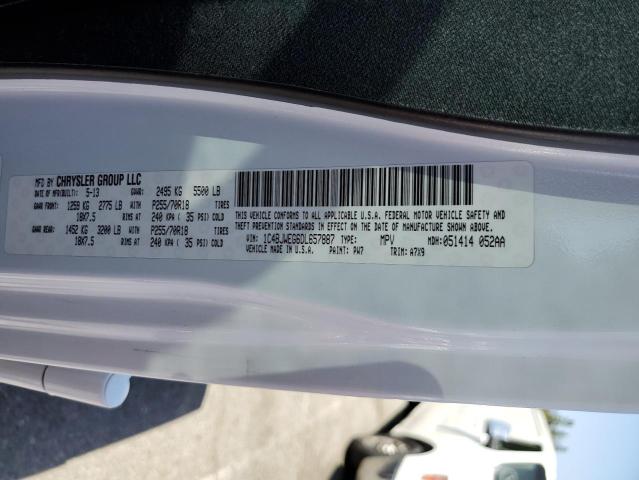 MFD BY CHRYSLER GROUP LLC
DATE OF MFR(BUILT): 5-13 GVWR: 2495 KG 5500 LB
GAWR FRONT: 1259 KG 2775 LB WITH P255/70R18 TIRES
18X7.5 RIMS AT 240 KPA ( 35 PSI) COLD
GAWR REAR: 1452 KG 3200 LB WITH P255/70R18 TIRES
18X7.5 RIMS AT 240 KPA ( 35 PSI) COLD
THIS VEHICLE CONFORMS TO ALL APPLICABLE U.S.A. FEDERAL MOTOR VEHICLE SAFETY AND
THEFT PREVENTION STANDARDS IN EFFECT ON THE DATE OF MANUFACTURE SHOWN ABOVE.
VIN: 1C4BJWEG6DL657887 TYPE: MPV MDH: 051414 052AA
VEHICLE MADE IN U.S.A. PAINT: PW7 TRIM: A7X9